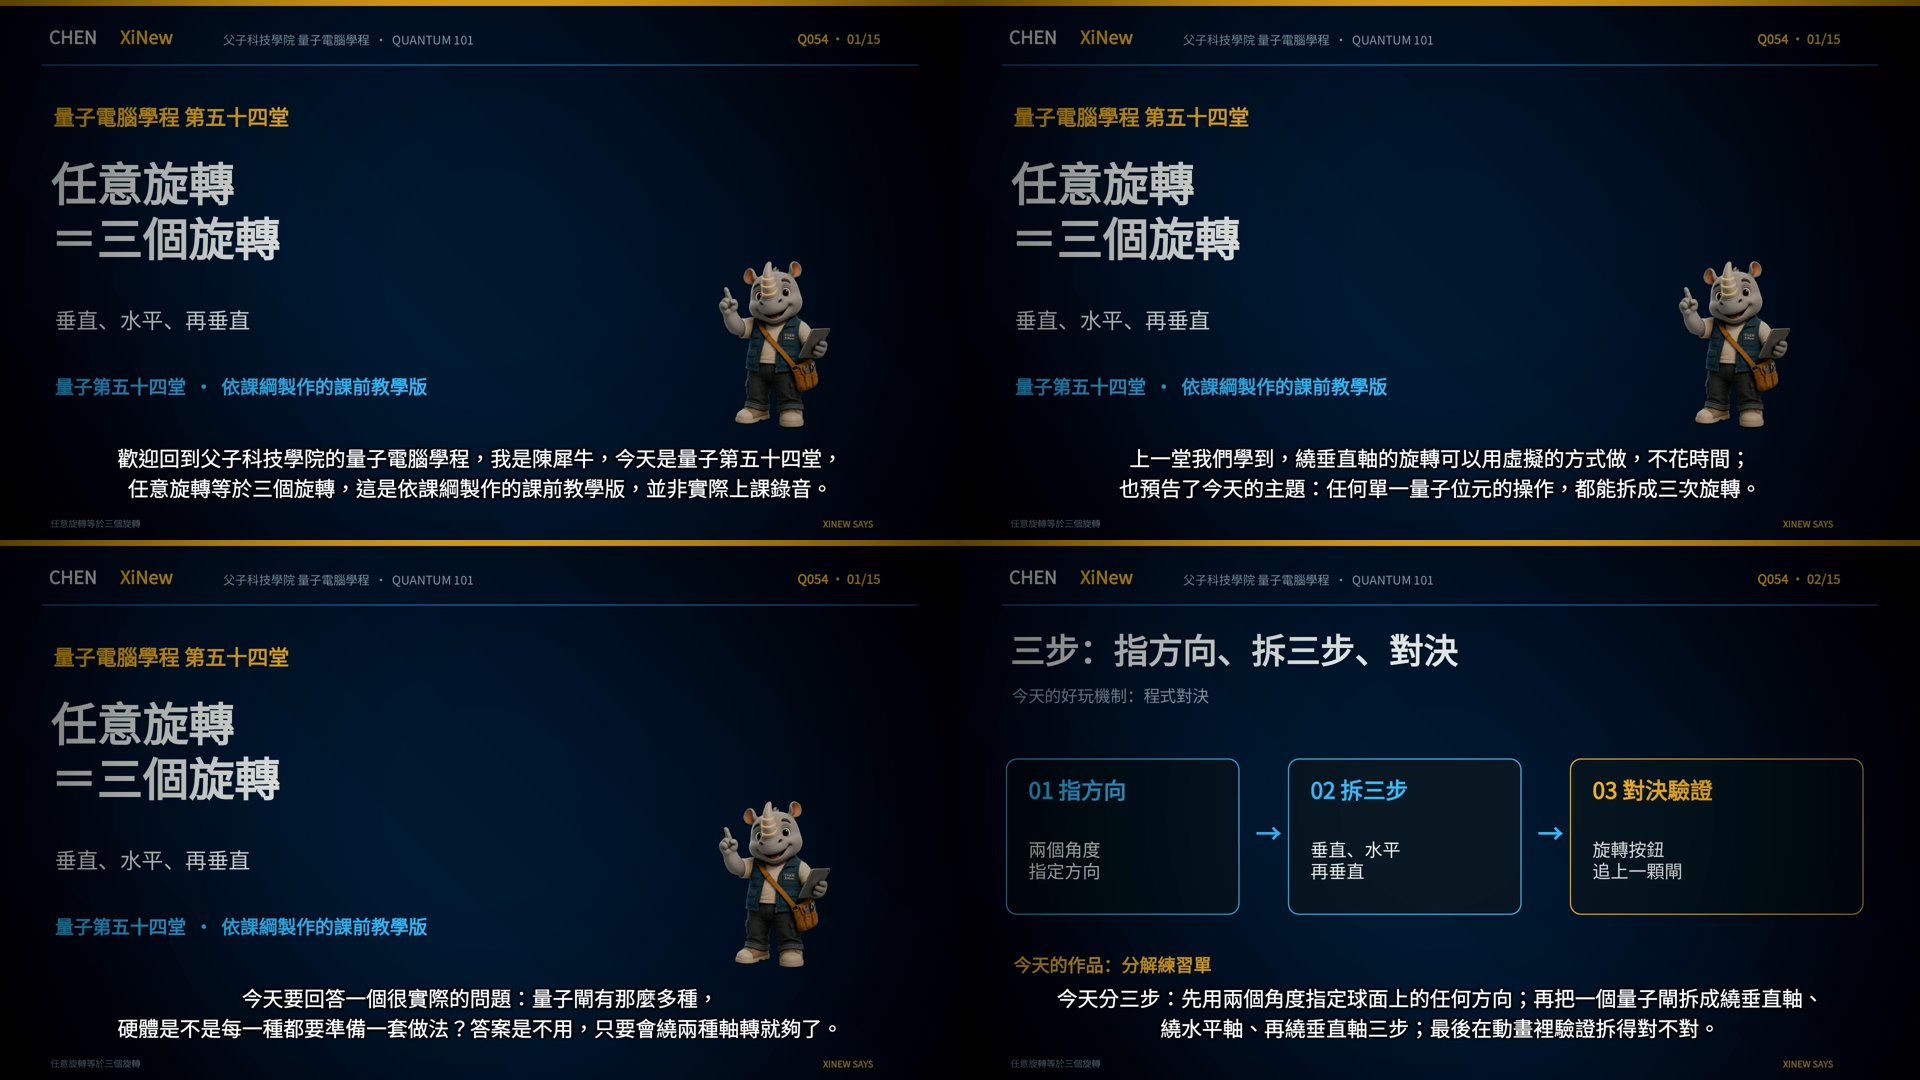 CHEN XiNew 父子科技學院 量子電腦學程 · QUANTUM 101 Q054 · 01/15
量子電腦學程 第五十四堂
任意旋轉
＝三個旋轉
垂直、水平、再垂直
量子第五十四堂 · 依課綱製作的課前教學版
歡迎回到父子科技學院的量子電腦學程，我是陳犀牛，今天是量子第五十四堂，
任意旋轉等於三個旋轉，這是依課綱製作的課前教學版，並非實際上課錄音。
任意旋轉等於三個旋轉 XINEW SAYS
CHEN XiNew 父子科技學院 量子電腦學程 · QUANTUM 101 Q054 · 01/15
量子電腦學程 第五十四堂
任意旋轉
＝三個旋轉
垂直、水平、再垂直
量子第五十四堂 · 依課綱製作的課前教學版
上一堂我們學到，繞垂直軸的旋轉可以用虛擬的方式做，不花時間；
也預告了今天的主題：任何單一量子位元的操作，都能拆成三次旋轉。
任意旋轉等於三個旋轉 XINEW SAYS
CHEN XiNew 父子科技學院 量子電腦學程 · QUANTUM 101 Q054 · 01/15
量子電腦學程 第五十四堂
任意旋轉
＝三個旋轉
垂直、水平、再垂直
量子第五十四堂 · 依課綱製作的課前教學版
今天要回答一個很實際的問題：量子閘有那麼多種，
硬體是不是每一種都要準備一套做法？答案是不用，只要會繞兩種軸轉就夠了。
任意旋轉等於三個旋轉 XINEW SAYS
CHEN XiNew 父子科技學院 量子電腦學程 · QUANTUM 101 Q054 · 02/15
三步：指方向、拆三步、對決
今天的好玩機制：程式對決
01 指方向
兩個角度
指定方向
→
02 拆三步
垂直、水平
再垂直
→
03 對決驗證
旋轉按鈕
追上一顆閘
今天的作品：分解練習單
今天分三步：先用兩個角度指定球面上的任何方向；再把一個量子閘拆成繞垂直軸、
繞水平軸、再繞垂直軸三步；最後在動畫裡驗證拆得對不對。
任意旋轉等於三個旋轉 XINEW SAYS